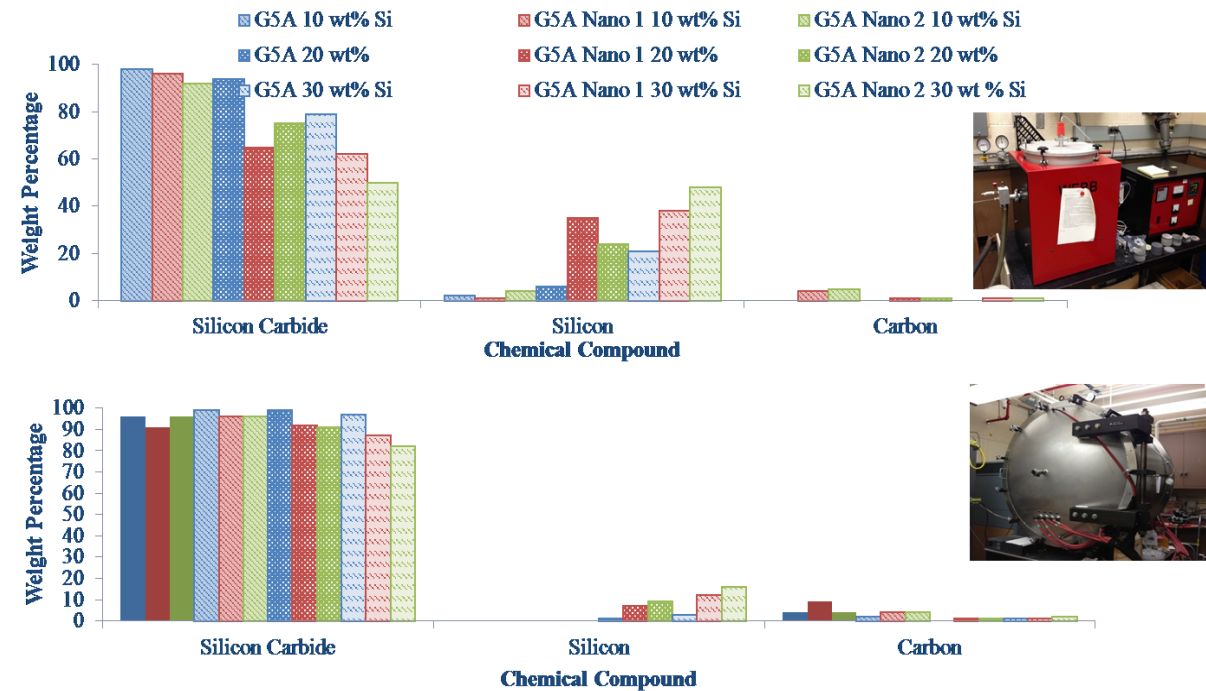 G5A 10 wt% Si G5A Nano 1 10 wt% Si G5A Nano 2 10 wt% Si
G5A 20 wt% G5A Nano 1 20 wt% G5A Nano 2 20 wt%
G5A 30 wt% Si G5A Nano 1 30 wt% Si G5A Nano 2 30 wt % Si
Weight Percentage
100
80
60
40
20
0
Silicon Carbide Silicon Carbon
Chemical Compound
WEBB
Weight Percentage
100
90
80
70
60
50
40
30
20
10
0
Silicon Carbide Silicon Carbon
Chemical Compound